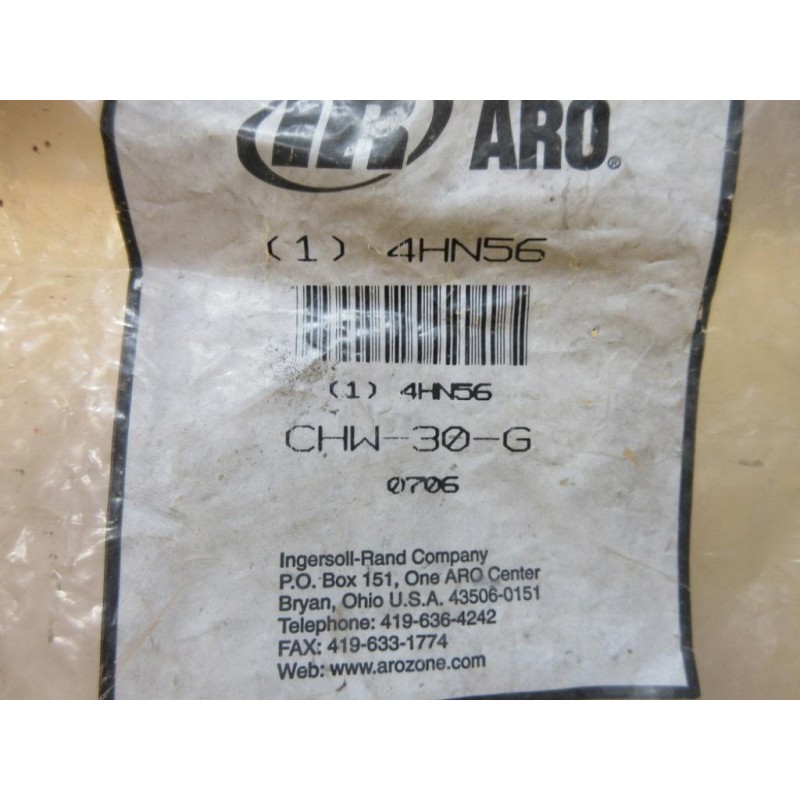 IR ARO®
(1) 4HN56
(1) 4HN56
CHW-30-G
0706
Ingersoll-Rand Company
P.O. Box 151, One ARO Center
Bryan, Ohio U.S.A. 43506-0151
Telephone: 419-636-4242
FAX: 419-633-1774
Web: www.arozone.com